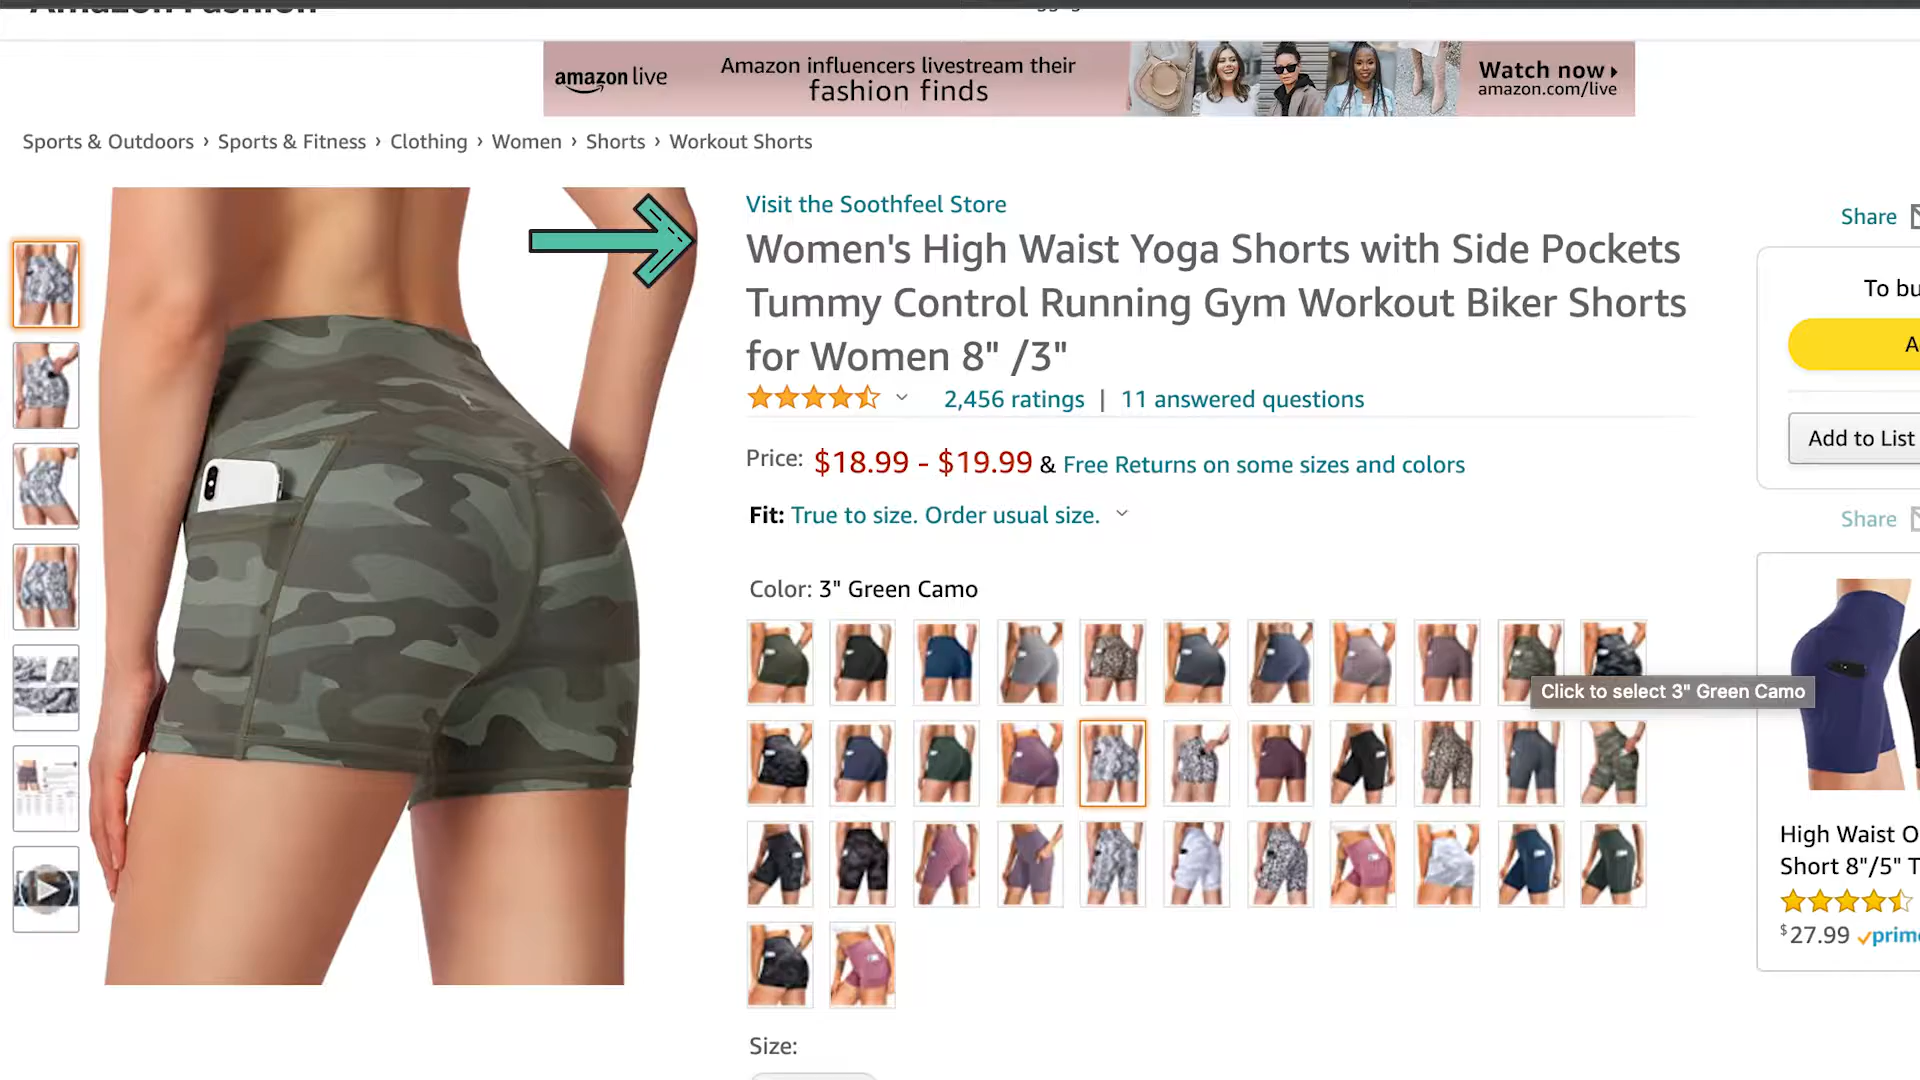 Amazon Fashion
amazon live
Amazon influencers livestream their
fashion finds
Watch now
amazon.com/live
Sports & Outdoors › Sports & Fitness › Clothing › Women › Shorts › Workout Shorts
Visit the Soothfeel Store
Women's High Waist Yoga Shorts with Side Pockets
Tummy Control Running Gym Workout Biker Shorts
for Women 8" /3"
2,456 ratings | 11 answered questions
Price: $18.99 - $19.99 & Free Returns on some sizes and colors
Fit: True to size. Order usual size.
Color: 3" Green Camo
Click to select 3" Green Camo
Size:
Share
To bu
A
Add to List
Share
High Waist O
Short 8"/5" T
$27.99 prime